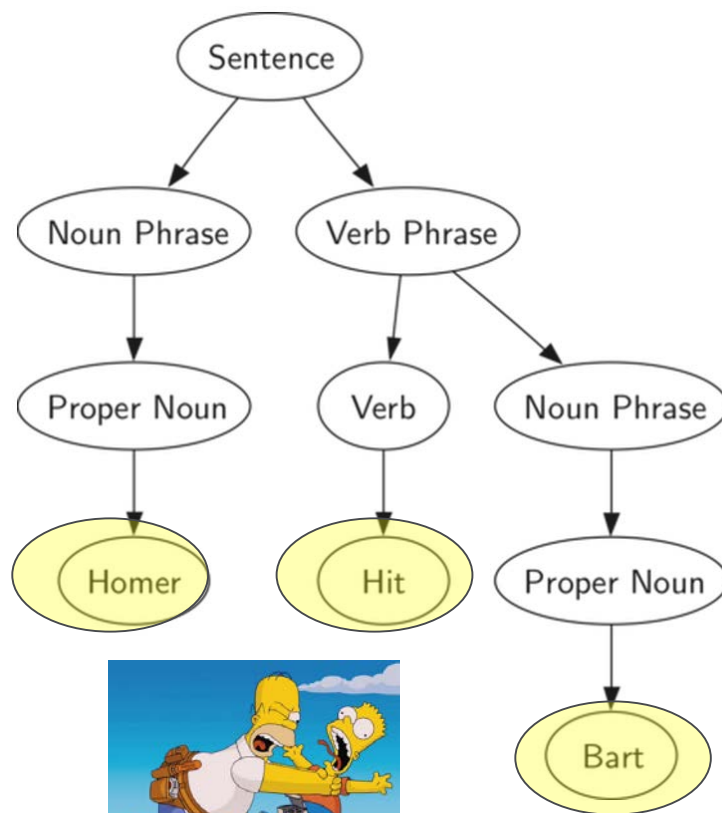 Sentence
Noun Phrase
Verb Phrase
Proper Noun
Verb
Noun Phrase
Homer
Hit
Proper Noun
Bart